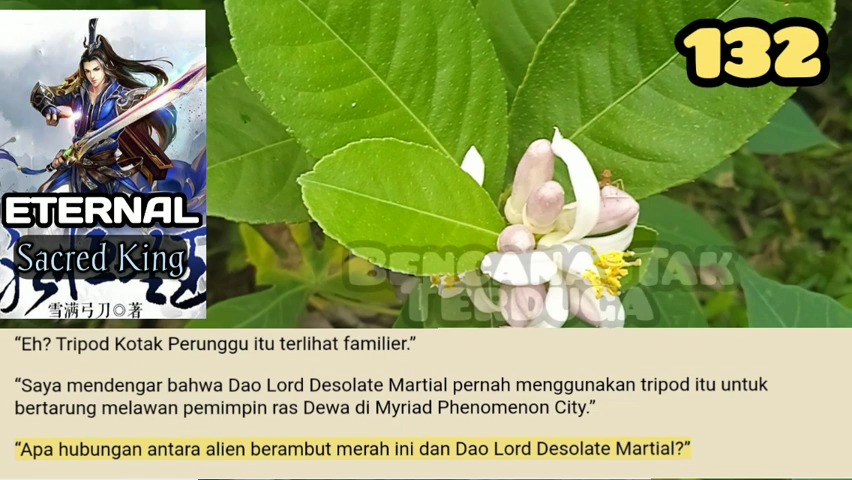 132
ETERNAL
Sacred King
雪满弓刀◎著
BENCANA TAK
TERDUGA
“Eh? Tripod Kotak Perunggu itu terlihat familier.”
“Saya mendengar bahwa Dao Lord Desolate Martial pernah menggunakan tripod itu untuk
bertarung melawan pemimpin ras Dewa di Myriad Phenomenon City.”
“Apa hubungan antara alien berambut merah ini dan Dao Lord Desolate Martial?”